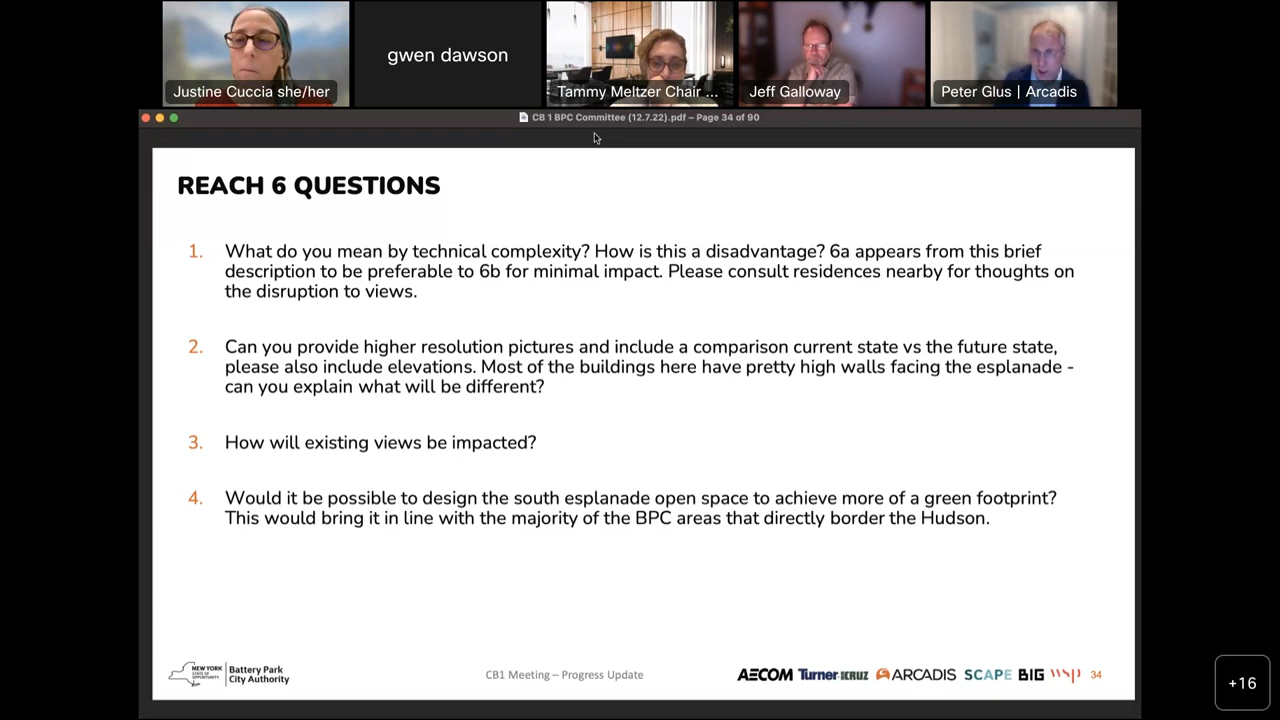 gwen dawson
Justine Cuccia she/her
Tammy Meltzer Chair ...
Jeff Galloway
Peter Glus | Arcadis
CB 1 BPC Committee (12.7.22).pdf – Page 34 of 90
REACH 6 QUESTIONS
1. What do you mean by technical complexity? How is this a disadvantage? 6a appears from this brief
description to be preferable to 6b for minimal impact. Please consult residences nearby for thoughts on
the disruption to views.
2. Can you provide higher resolution pictures and include a comparison current state vs the future state,
please also include elevations. Most of the buildings here have pretty high walls facing the esplanade -
can you explain what will be different?
3. How will existing views be impacted?
4. Would it be possible to design the south esplanade open space to achieve more of a green footprint?
This would bring it in line with the majority of the BPC areas that directly border the Hudson.
NEW YORK
STATE OF
OPPORTUNITY.
Battery Park
City Authority
CB1 Meeting – Progress Update
AECOM Turner ARCADIS SCAPE BIG wsp 34
+16